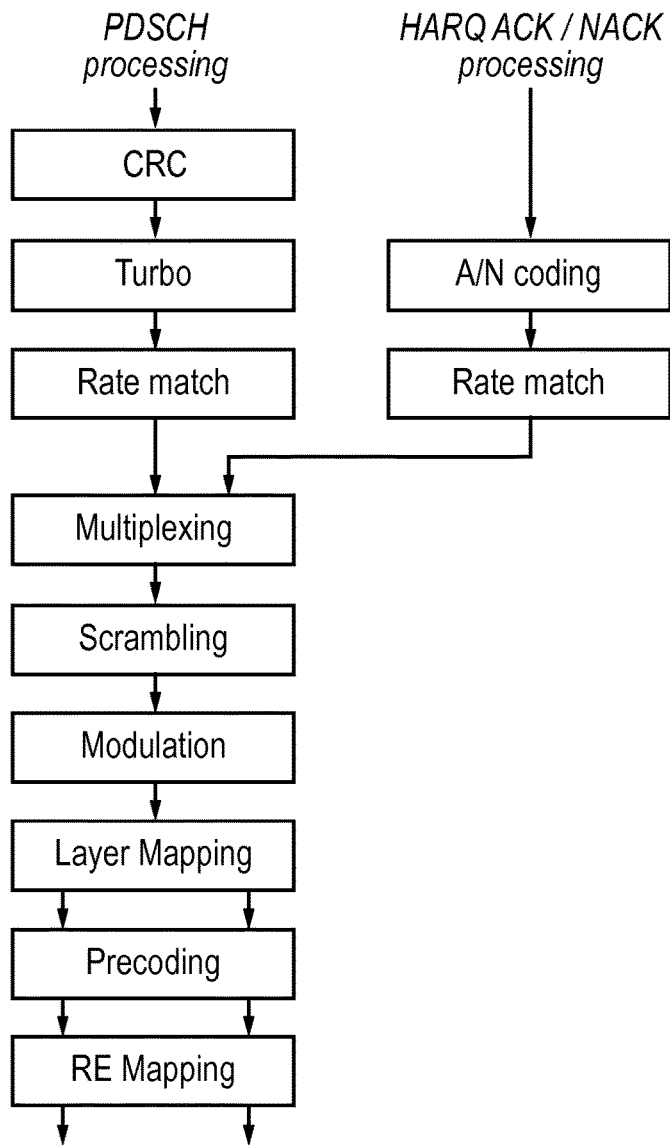 PDSCH
processing
HARQ ACK / NACK
processing
CRC
Turbo
A/N coding
Rate match
Rate match
Multiplexing
Scrambling
Modulation
Layer Mapping
Precoding
RE Mapping